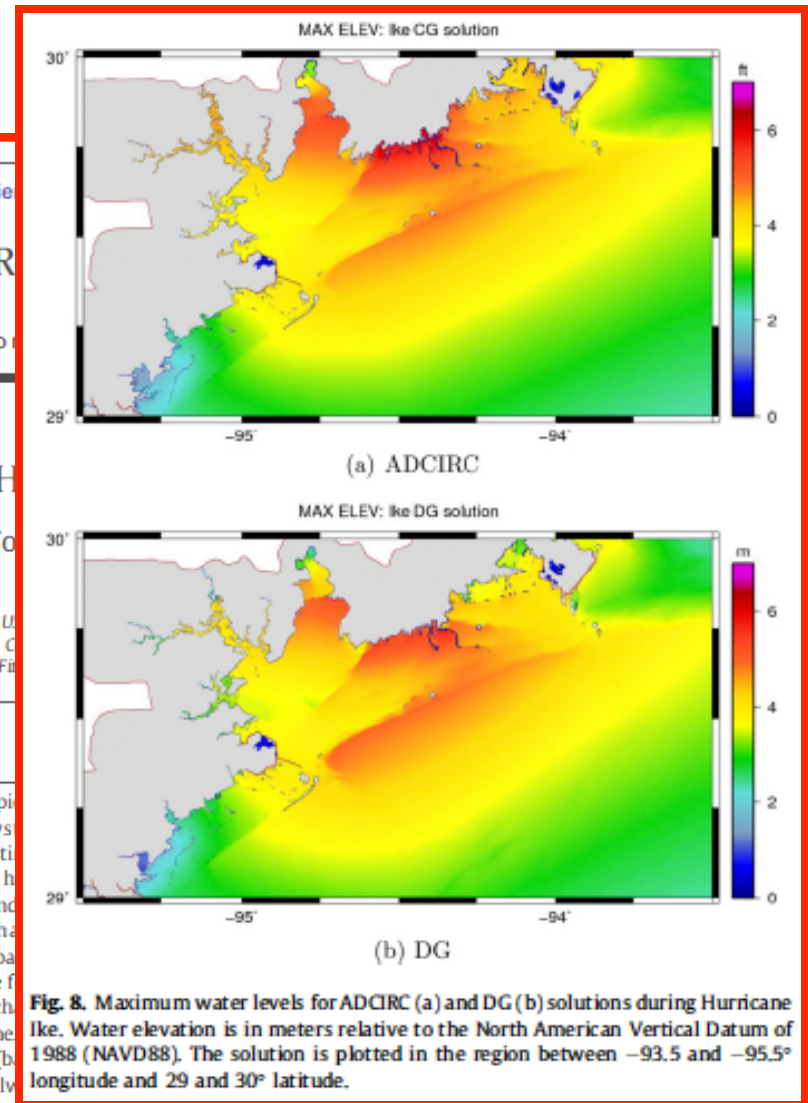 MAX ELEV: Ike CG solution
30°
ft
6
4
2
0
29°
−95°
−94°
(a) ADCIRC
MAX ELEV: Ike DG solution
30°
m
6
4
2
0
29°
−95°
−94°
(b) DG
Fig. 8. Maximum water levels for ADCIRC (a) and DG (b) solutions during Hurricane
Ike. Water elevation is in meters relative to the North American Vertical Datum of
1988 (NAVD88). The solution is plotted in the region between −93.5 and −95.5°
longitude and 29 and 30° latitude.